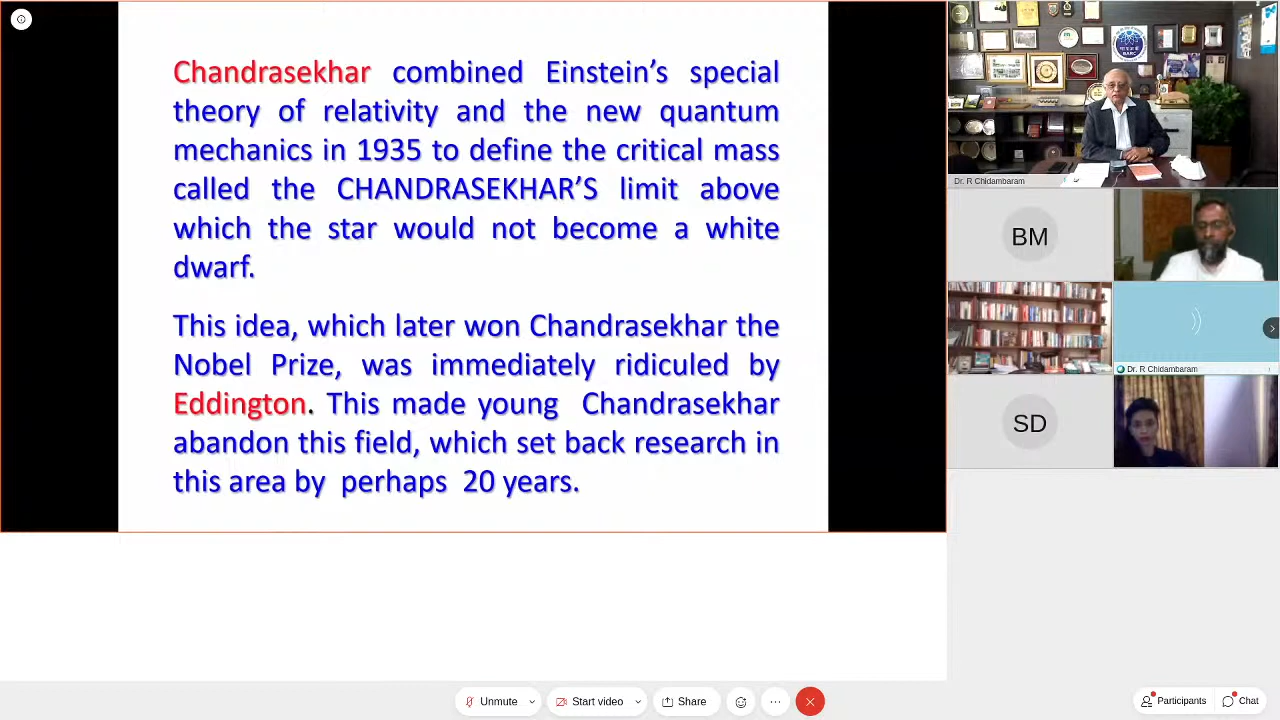 Chandrasekhar combined Einstein’s special
theory of relativity and the new quantum
mechanics in 1935 to define the critical mass
called the CHANDRASEKHAR’S limit above
which the star would not become a white
dwarf.
This idea, which later won Chandrasekhar the
Nobel Prize, was immediately ridiculed by
Eddington. This made young Chandrasekhar
abandon this field, which set back research in
this area by perhaps 20 years.
Dr. R Chidambaram
BM
Dr. R Chidambaram
SD
Unmute
Start video
Share
Participants
Chat